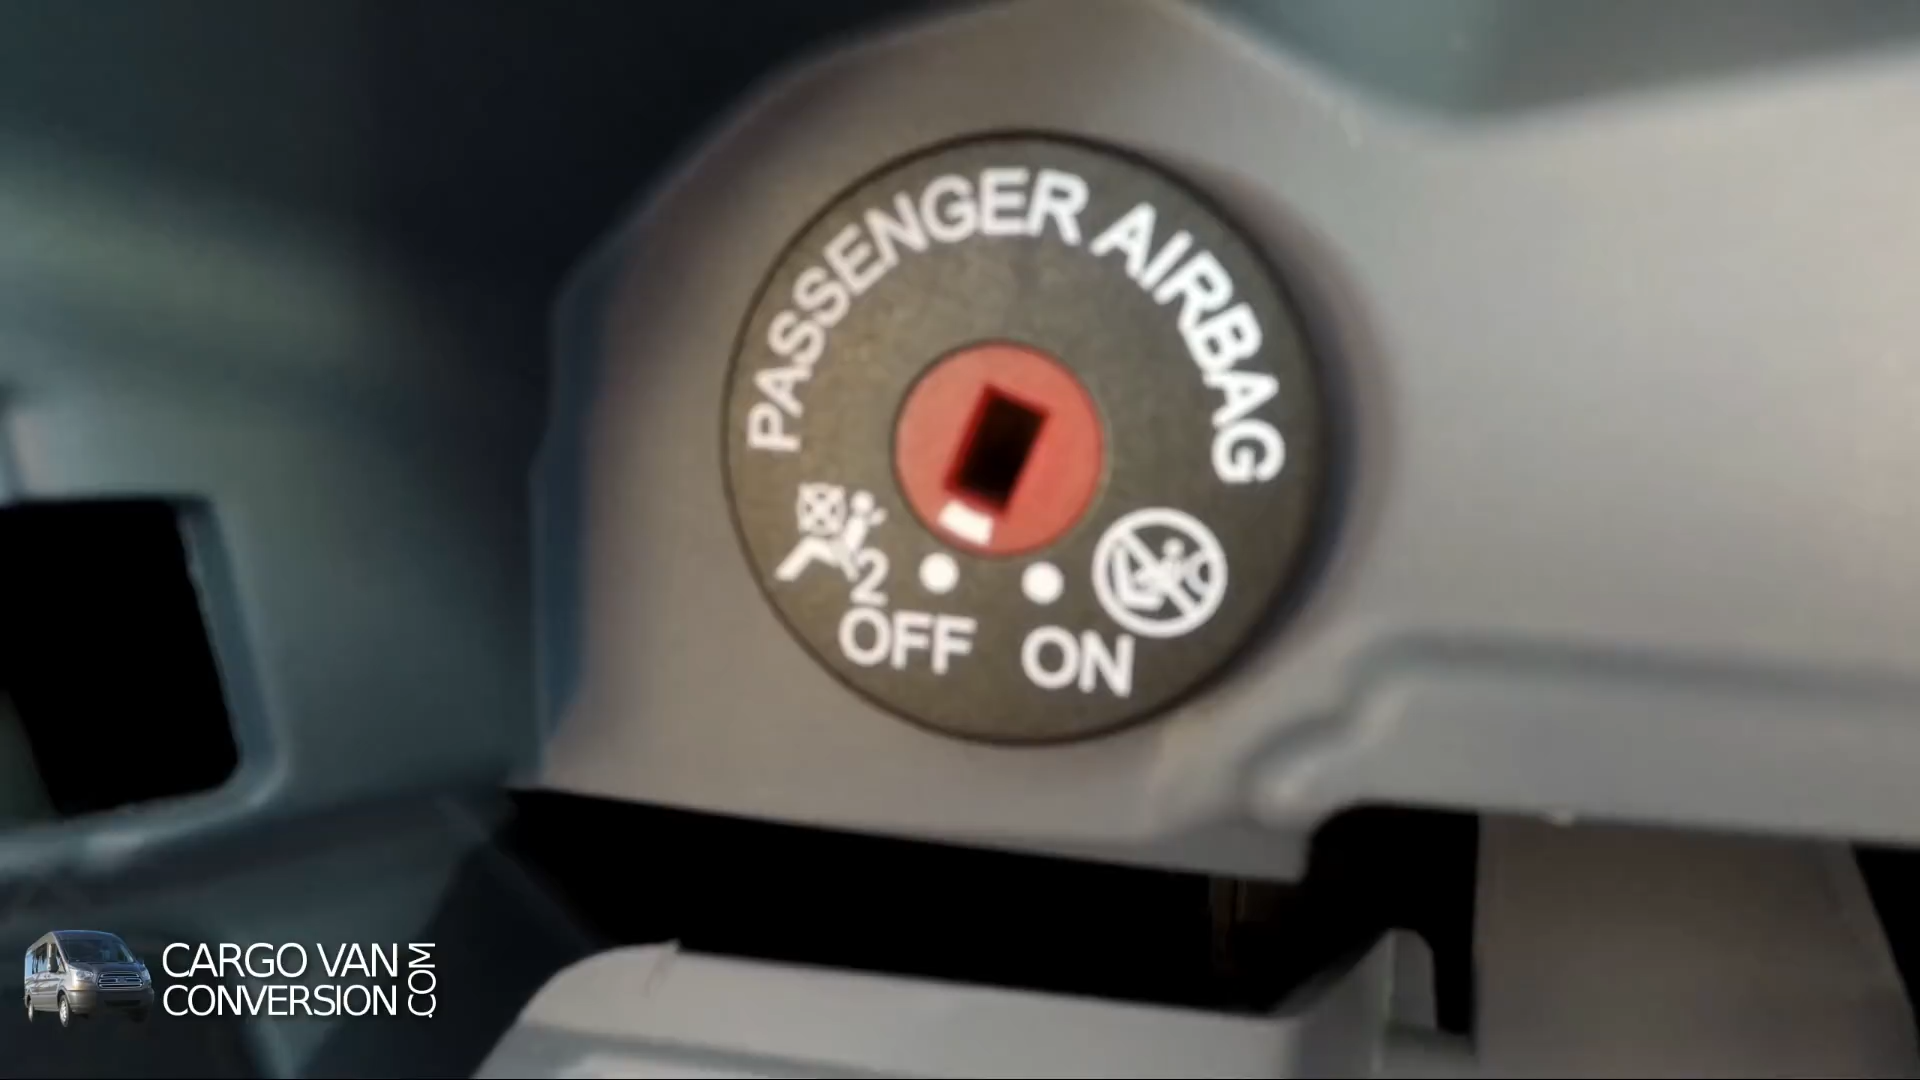 PASSENGER AIRBAG
2
OFF ON
CARGO VAN
CONVERSION
.COM